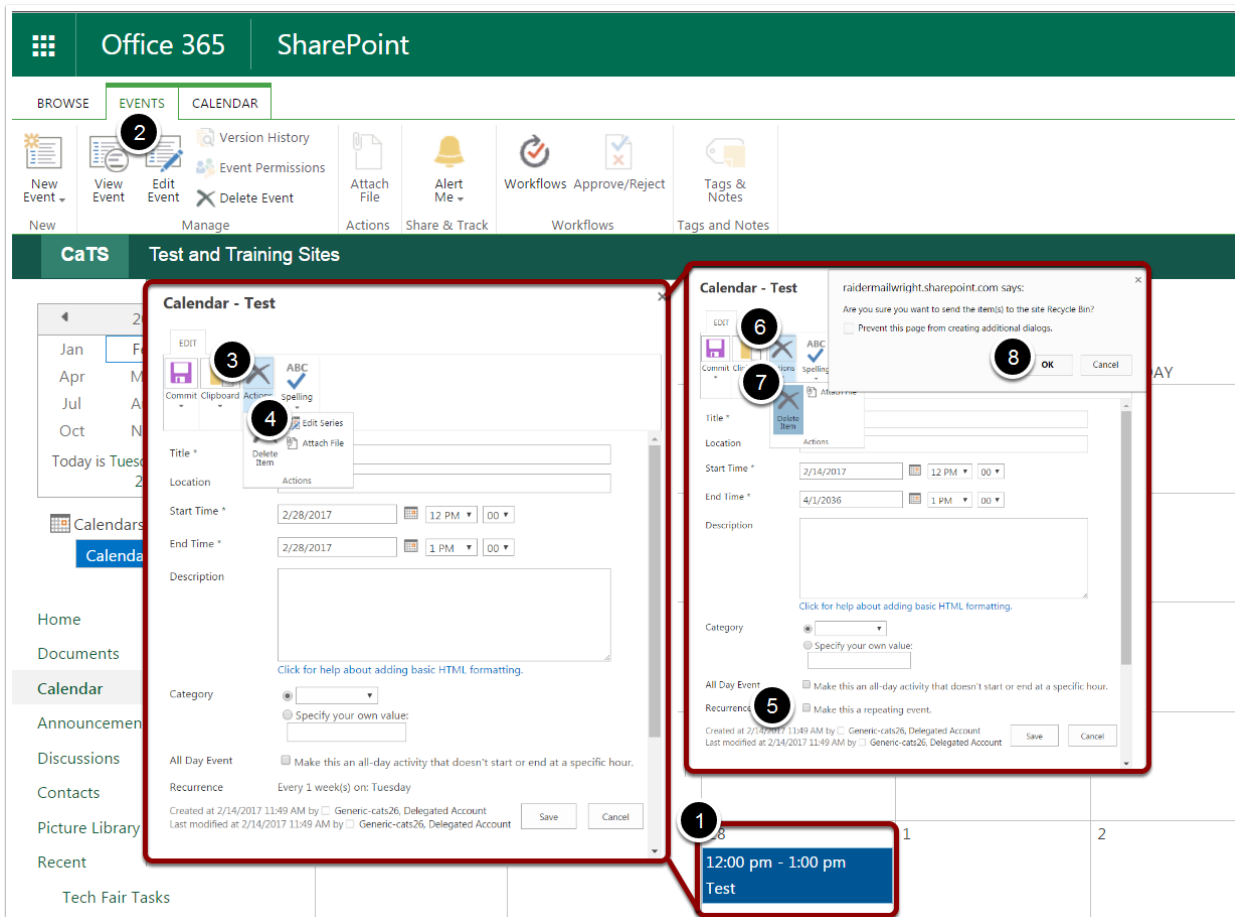 Office 365 SharePoint
BROWSE EVENTS CALENDAR
2
Version History
Event Permissions
Delete Event
New Event
View Event
Edit Event
Attach File
Alert Me
Workflows Approve/Reject
Tags & Notes
New Manage Actions Share & Track Workflows Tags and Notes
CaTS Test and Training Sites
Jan
Apr
Jul
Oct
Today is
Calendars
Home
Documents
Calendar
Discussions
Contacts
Picture Library
Recent
Tech Fair Tasks
Calendar - Test
EDIT
3
Commit Clipboard Actions Spelling
ABC
4
Edit Series
Attach File
Delete Item
Actions
Title *
Location
Start Time *
2/28/2017 12 PM 00
End Time *
2/28/2017 1 PM 00
Description
Click for help about adding basic HTML formatting.
Category
Specify your own value:
All Day Event Make this an all-day activity that doesn't start or end at a specific hour.
Recurrence Every 1 week(s) on: Tuesday
Created at 2/14/2017 11:49 AM by Generic-cats26, Delegated Account
Last modified at 2/14/2017 11:49 AM by Generic-cats26, Delegated Account
Save Cancel
Calendar - Test
EDIT
6
ABC
Commit
Spelling
7
Delete Item
Actions
raidermailwright.sharepoint.com says:
Are you sure you want to send the item(s) to the site Recycle Bin?
Prevent this page from creating additional dialogs.
8
OK Cancel
Title *
Location
Start Time *
2/14/2017 12 PM 00
End Time *
4/1/2036 1 PM 00
Description
Click for help about adding basic HTML formatting.
Category
Specify your own value:
All Day Event Make this an all-day activity that doesn't start or end at a specific hour.
Recurrence 5 Make this a repeating event.
Created at 2/14/2017 11:49 AM by Generic-cats26, Delegated Account
Last modified at 2/14/2017 11:49 AM by Generic-cats26, Delegated Account
Save Cancel
1
1 2
12:00 pm - 1:00 pm
Test